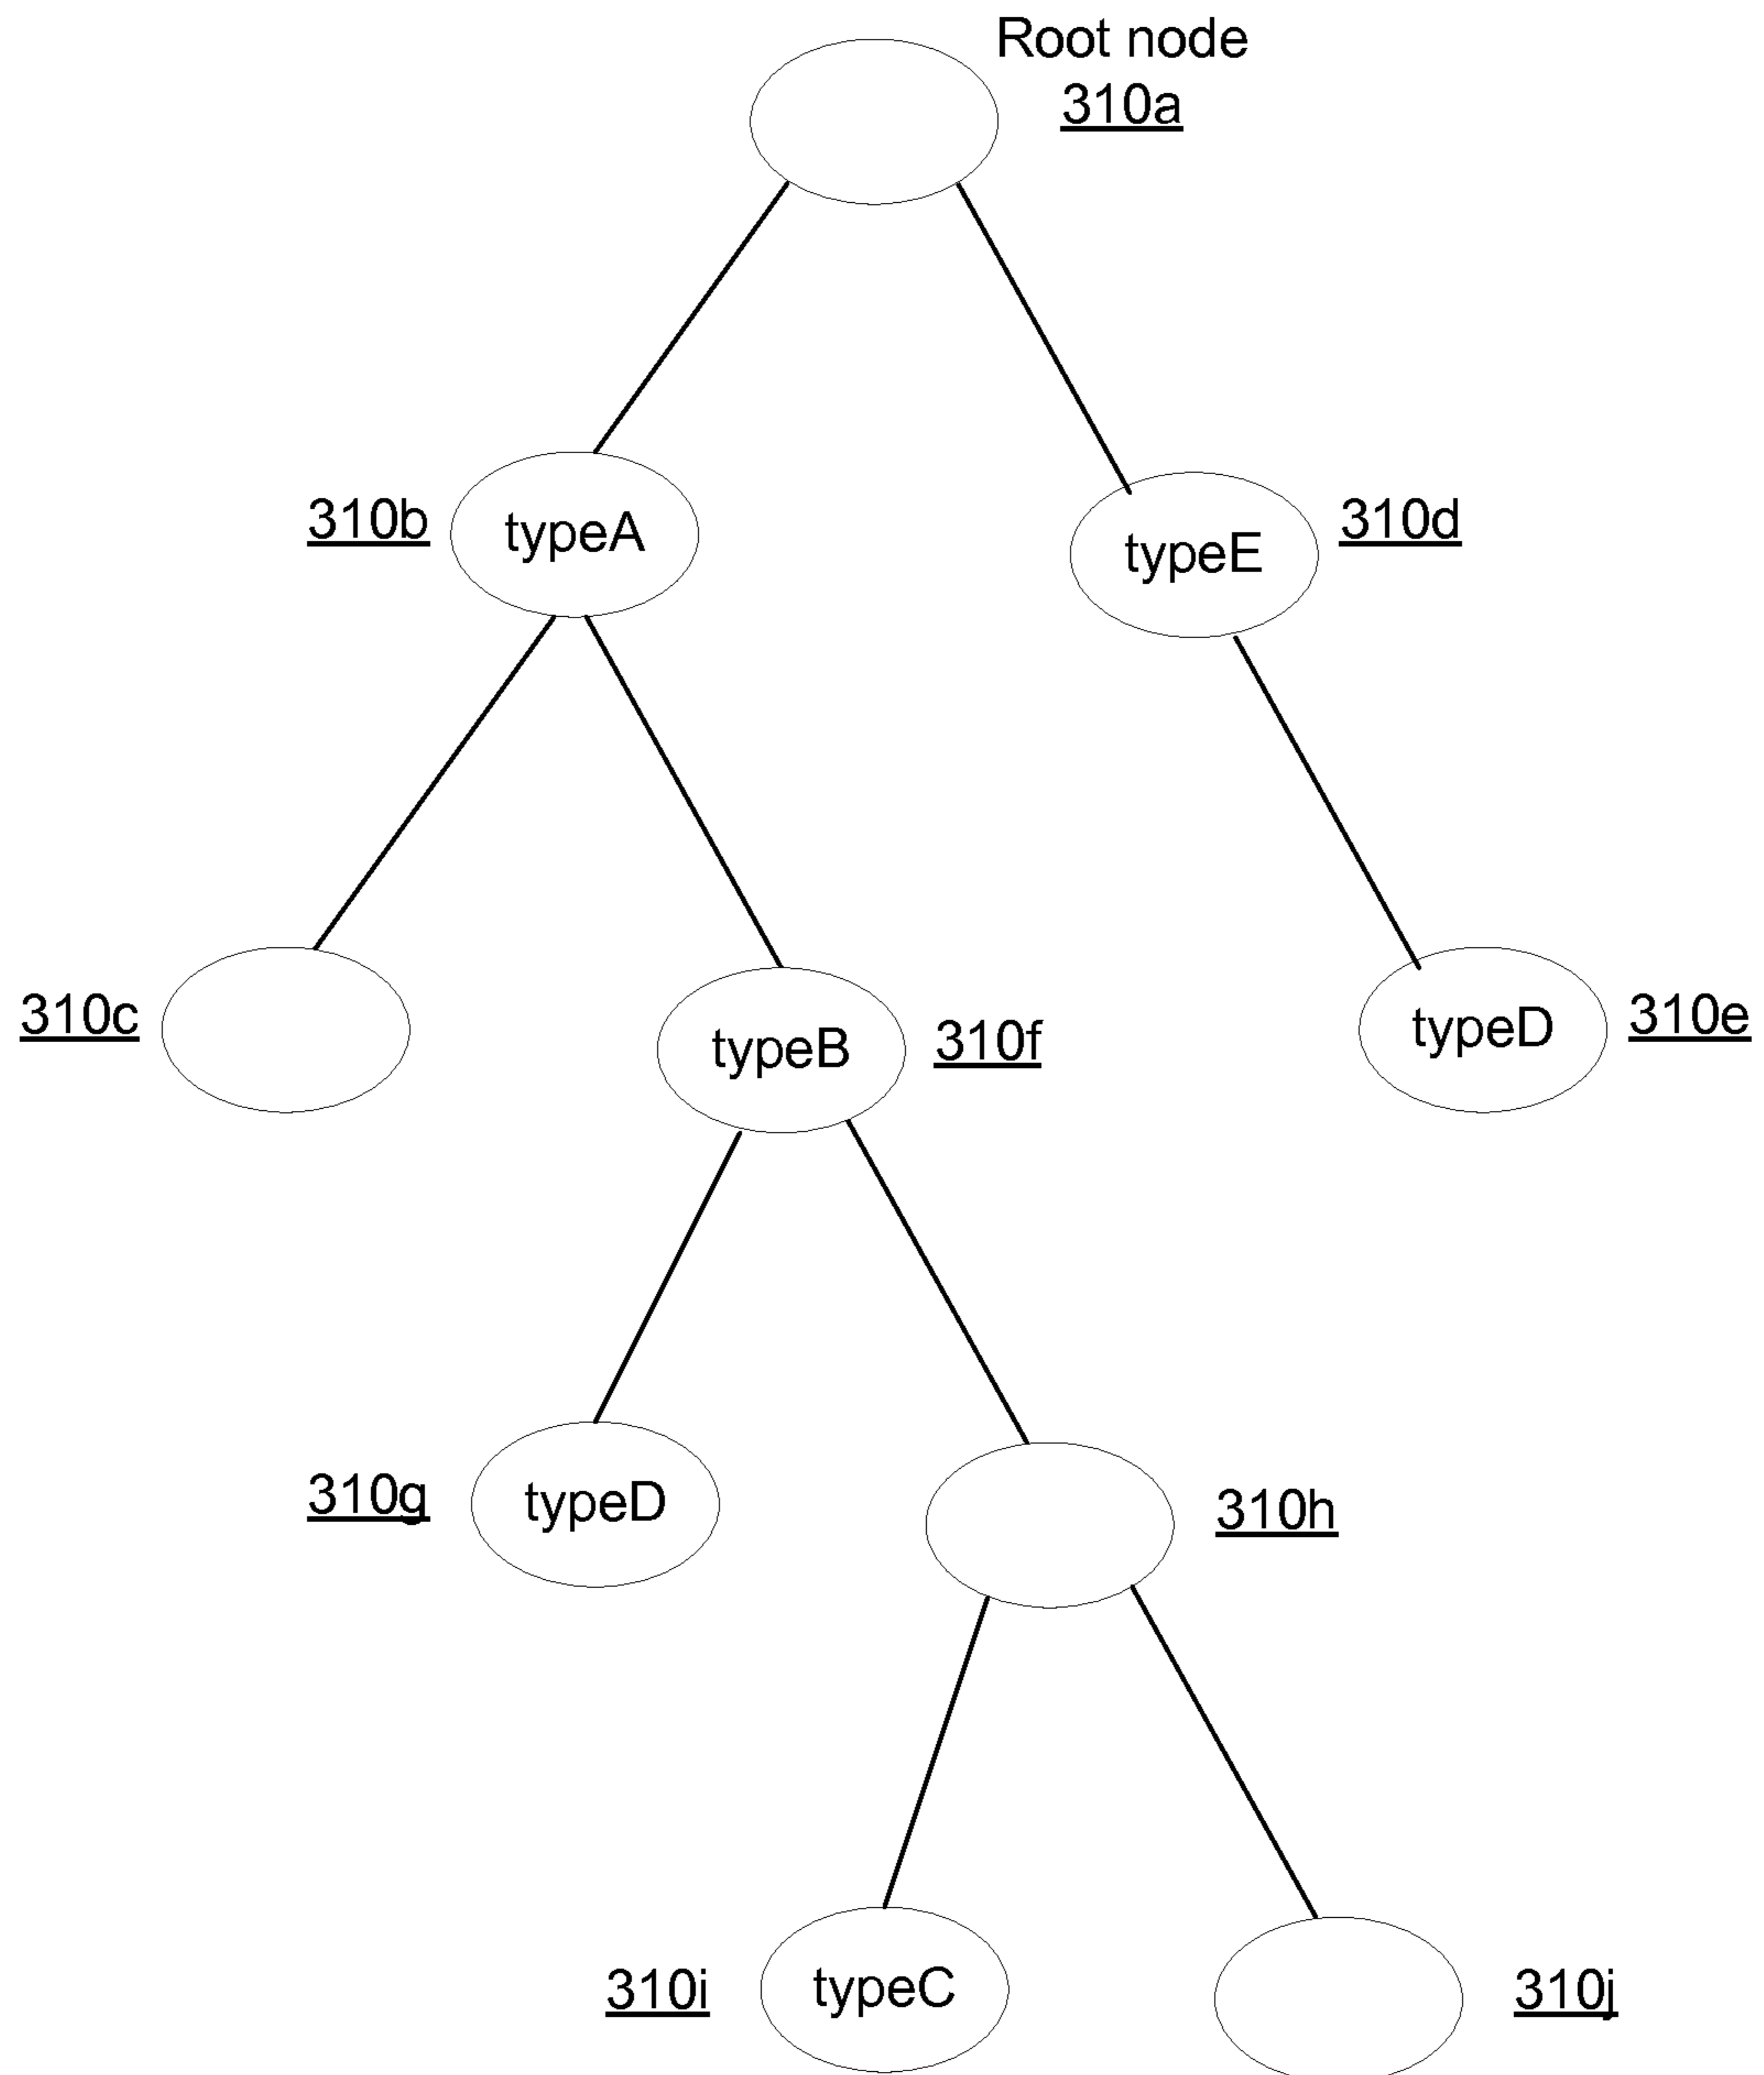 Root node
310a
310b
typeA
typeE
310d
310c
typeB
310f
typeD
310e
310g
typeD
310h
310i
typeC
310j